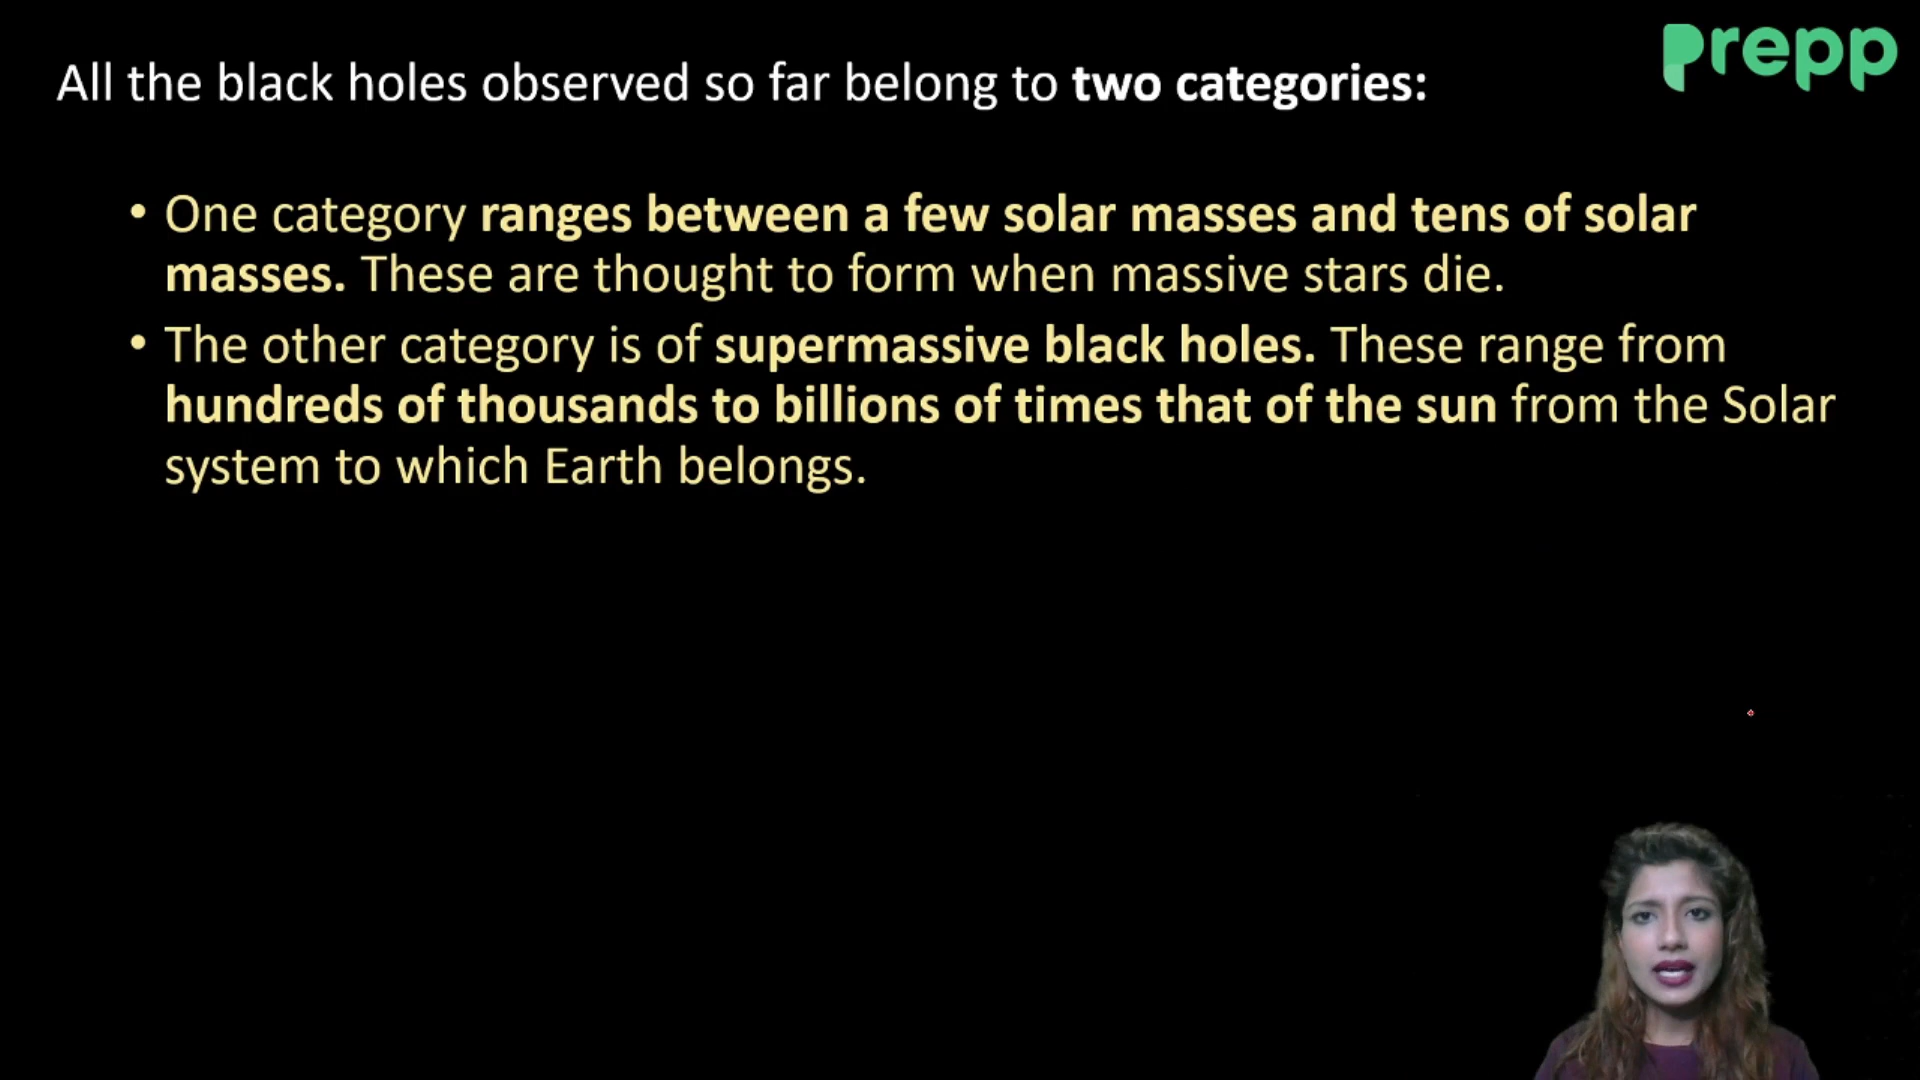 prepp
All the black holes observed so far belong to two categories:
• One category ranges between a few solar masses and tens of solar
masses. These are thought to form when massive stars die.
• The other category is of supermassive black holes. These range from
hundreds of thousands to billions of times that of the sun from the Solar
system to which Earth belongs.